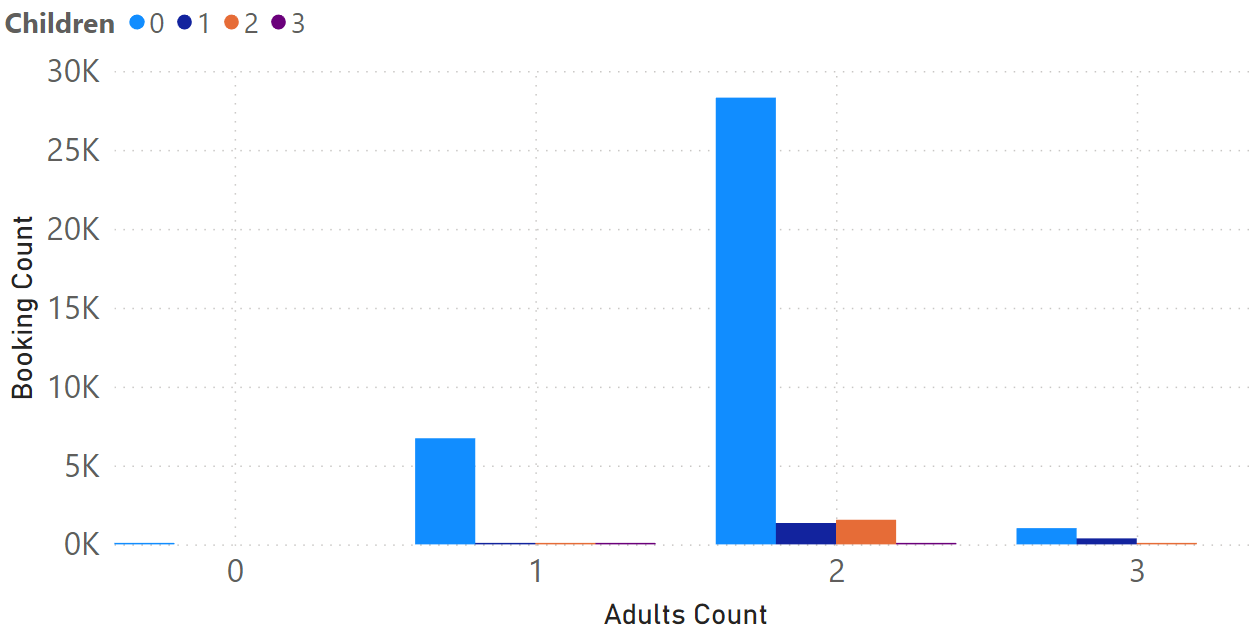 Children 0 1 2 3
30K
25K
20K
15K
10K
5K
0K
Booking Count
0 1 2 3
Adults Count